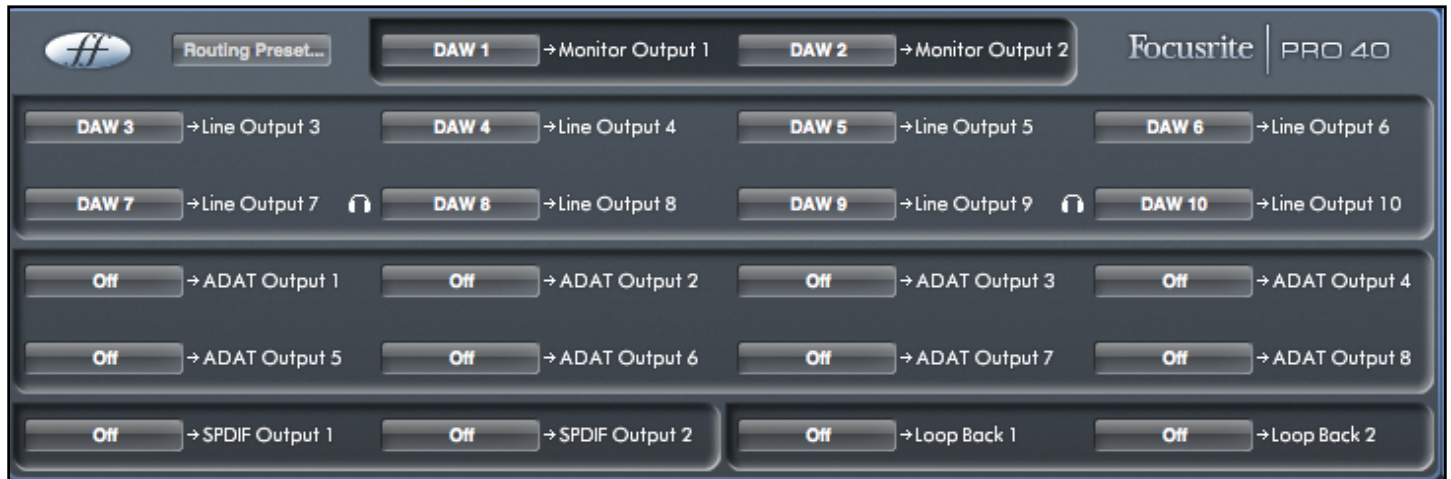 ff Routing Preset... DAW 1 →Monitor Output 1 DAW 2 →Monitor Output 2 Focusrite | PRO 40
DAW 3 →Line Output 3 DAW 4 →Line Output 4 DAW 5 →Line Output 5 DAW 6 →Line Output 6
DAW 7 →Line Output 7 DAW 8 →Line Output 8 DAW 9 →Line Output 9 DAW 10 →Line Output 10
Off →ADAT Output 1 Off →ADAT Output 2 Off →ADAT Output 3 Off →ADAT Output 4
Off →ADAT Output 5 Off →ADAT Output 6 Off →ADAT Output 7 Off →ADAT Output 8
Off →SPDIF Output 1 Off →SPDIF Output 2 Off →Loop Back 1 Off →Loop Back 2